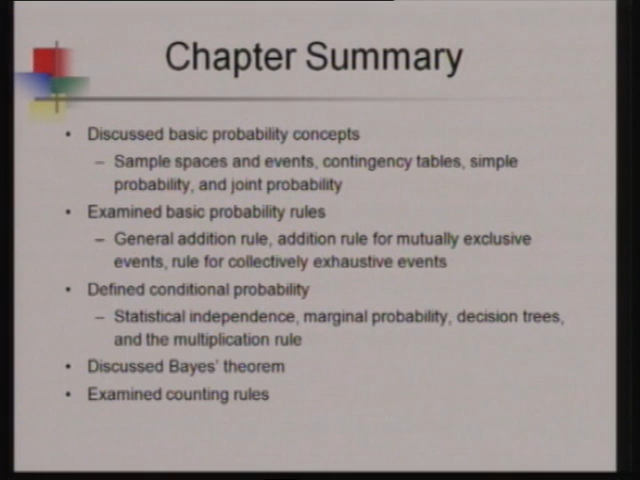 Chapter Summary
• Discussed basic probability concepts
– Sample spaces and events, contingency tables, simple
probability, and joint probability
• Examined basic probability rules
– General addition rule, addition rule for mutually exclusive
events, rule for collectively exhaustive events
• Defined conditional probability
– Statistical independence, marginal probability, decision trees,
and the multiplication rule
• Discussed Bayes' theorem
• Examined counting rules